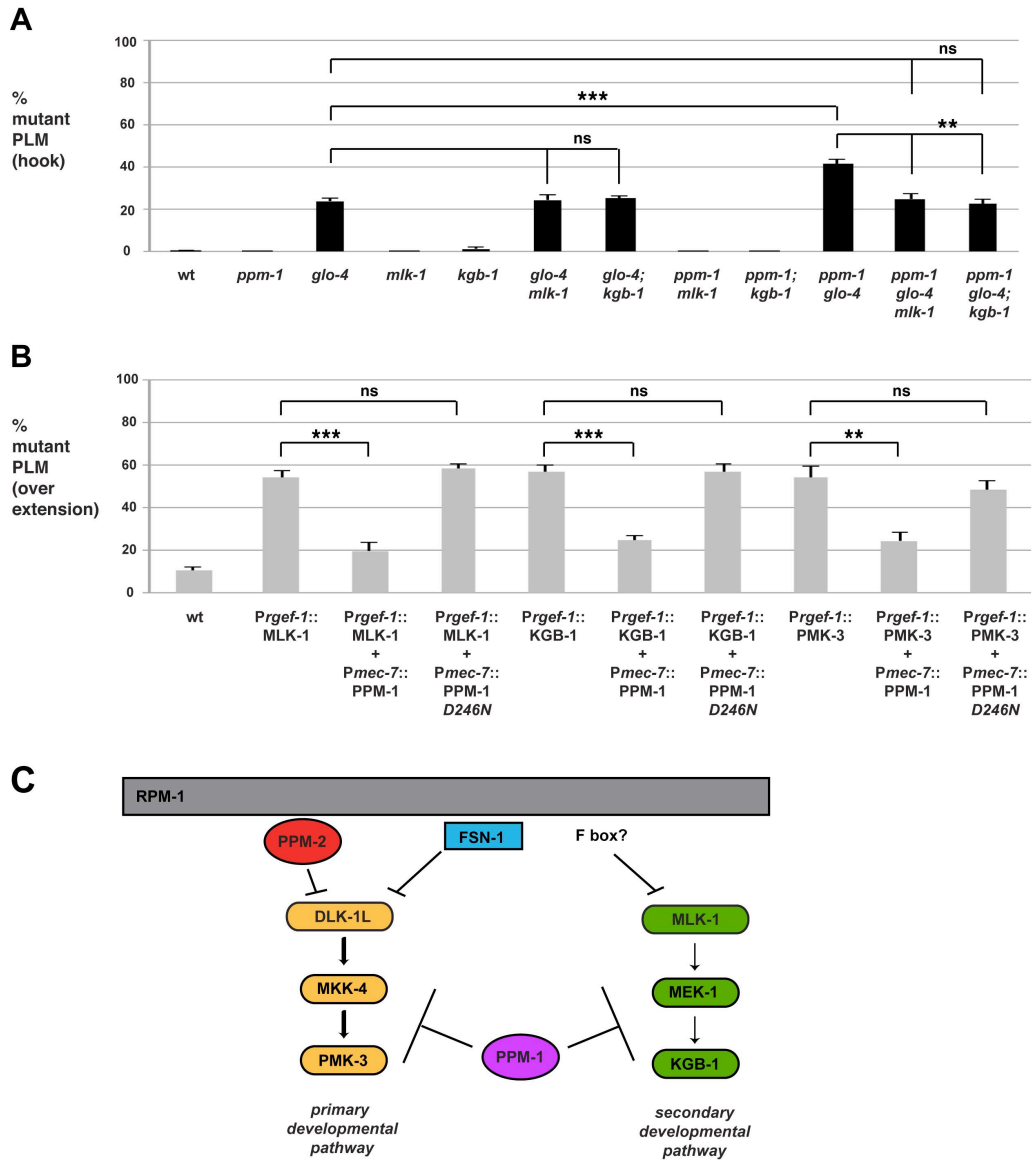 A
%
mutant
PLM
(hook)
100
80
60
40
20
0
ns
***
ns
**
wt
ppm-1
glo-4
mlk-1
kgb-1
glo-4
mlk-1
glo-4;
kgb-1
ppm-1
mlk-1
ppm-1;
kgb-1
ppm-1
glo-4
ppm-1
glo-4
mlk-1
ppm-1
glo-4;
kgb-1
B
%
mutant
PLM
(over
extension)
100
80
60
40
20
0
ns
***
ns
***
ns
**
wt
Prgef-1::
MLK-1
Prgef-1::
MLK-1
+
Pmec-7::
PPM-1
Prgef-1::
MLK-1
+
Pmec-7::
PPM-1
D246N
Prgef-1::
KGB-1
Prgef-1::
KGB-1
+
Pmec-7::
PPM-1
Prgef-1::
KGB-1
+
Pmec-7::
PPM-1
D246N
Prgef-1::
PMK-3
Prgef-1::
PMK-3
+
Pmec-7::
PPM-1
Prgef-1::
PMK-3
+
Pmec-7::
PPM-1
D246N
C
RPM-1
PPM-2
FSN-1
F box?
DLK-1L
MLK-1
MKK-4
MEK-1
PMK-3
PPM-1
KGB-1
primary
developmental
pathway
secondary
developmental
pathway